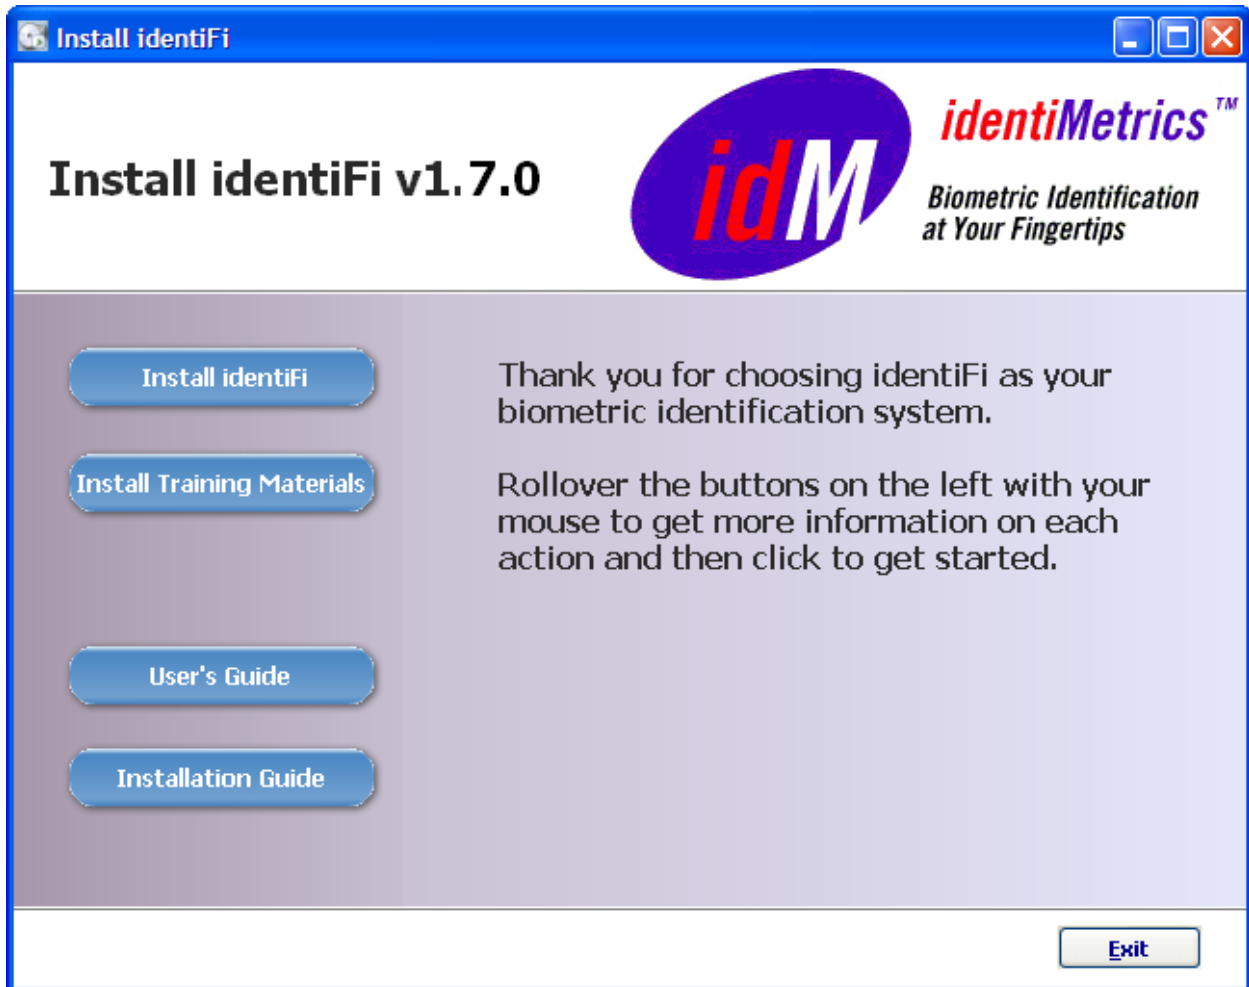 Install identiFi
Install identiFi v1.7.0
idM
identiMetrics™
Biometric Identification
at Your Fingertips
Install identiFi
Install Training Materials
User's Guide
Installation Guide
Thank you for choosing identiFi as your
biometric identification system.
Rollover the buttons on the left with your
mouse to get more information on each
action and then click to get started.
Exit